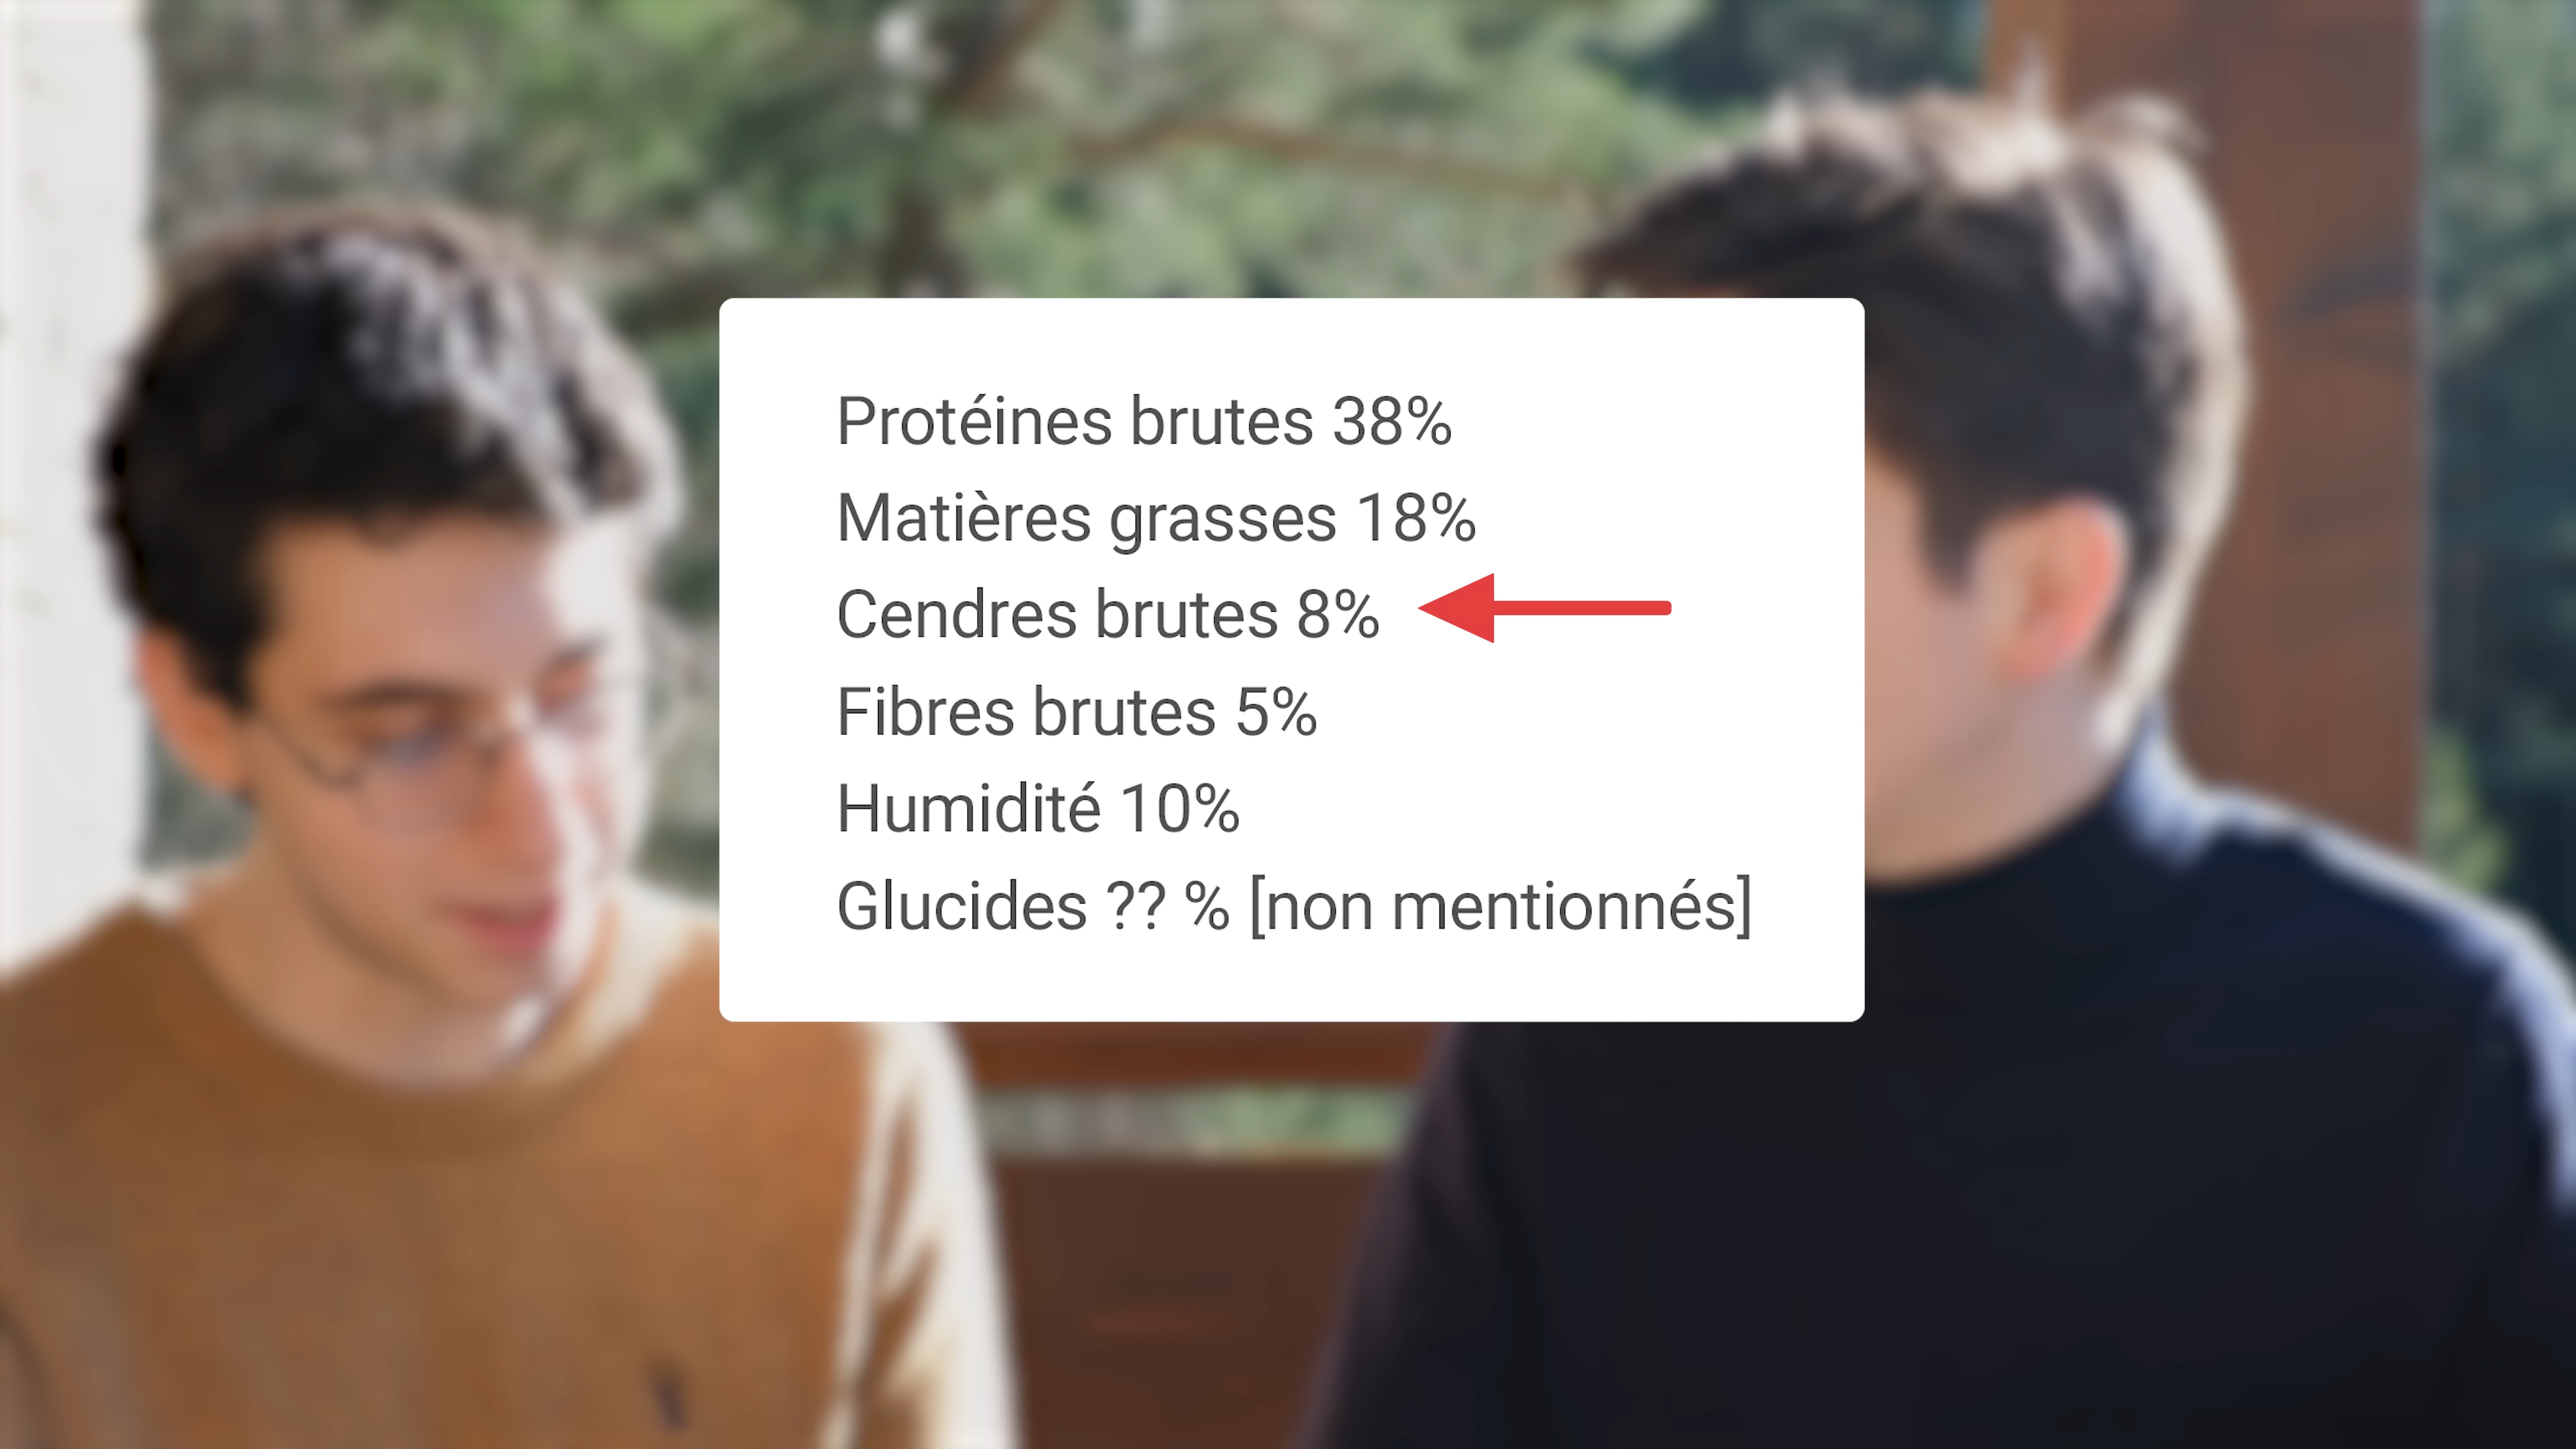 Protéines brutes 38%
Matières grasses 18%
Cendres brutes 8%
Fibres brutes 5%
Humidité 10%
Glucides ?? % [non mentionnés]